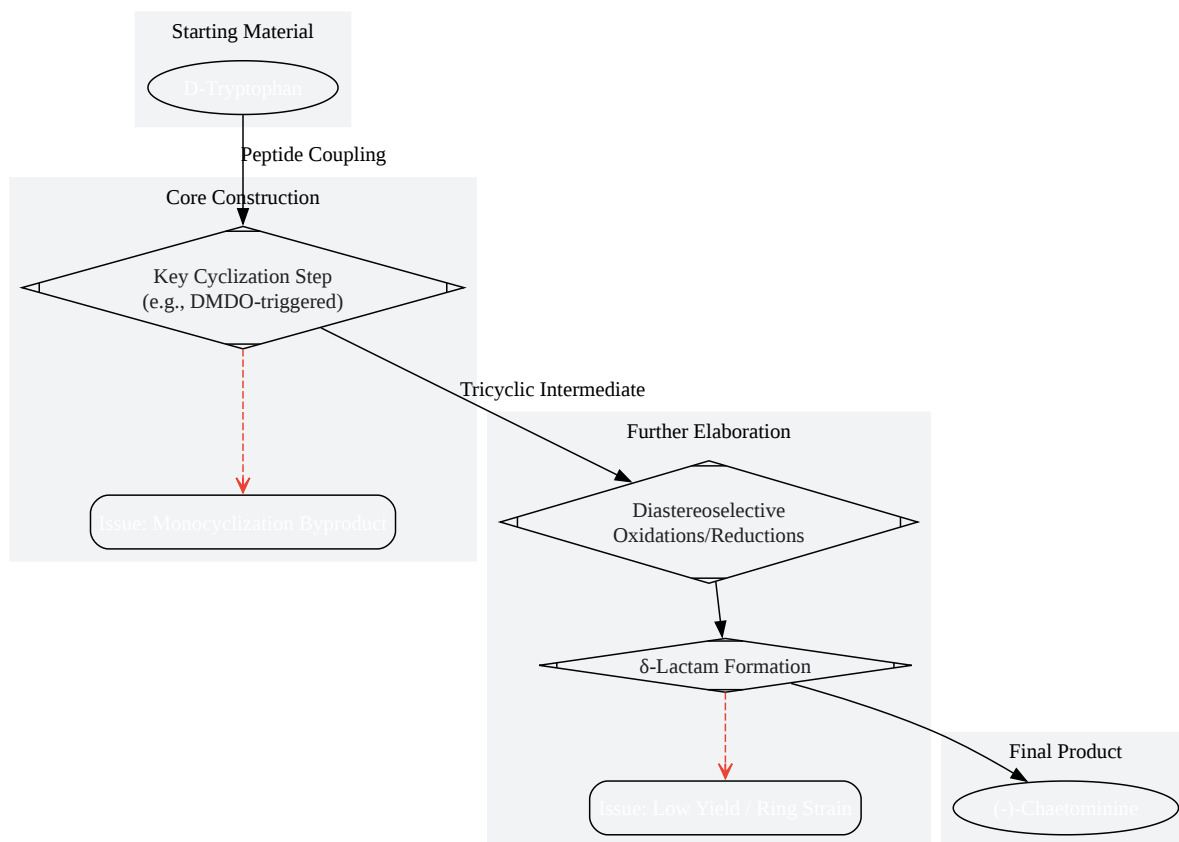 Starting Material
D-Tryptophan
Peptide Coupling
Core Construction
Key Cyclization Step
(e.g., DMDO-triggered)
Tricyclic Intermediate
Further Elaboration
Issue: Monocyclization Byproduct
Diastereoselective
Oxidations/Reductions
δ-Lactam Formation
Final Product
Issue: Low Yield / Ring Strain
(-)-Chaetominine